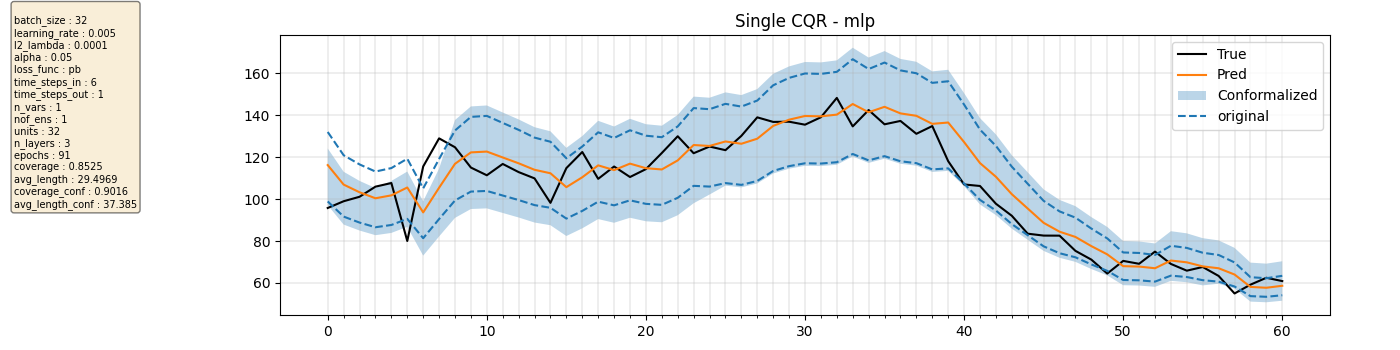 Single CQR - mlp
batch_size : 32
learning_rate : 0.005
l2_lambda : 0.0001
alpha : 0.05
loss_func : pb
time_steps_in : 6
time_steps_out : 1
n_vars : 1
nof_ens : 1
units : 32
n_layers : 3
epochs : 91
coverage : 0.8525
avg_length : 29.4969
coverage_conf : 0.9016
avg_length_conf : 37.385
160
140
120
100
80
60
0 10 20 30 40 50 60
True
Pred
Conformalized
original